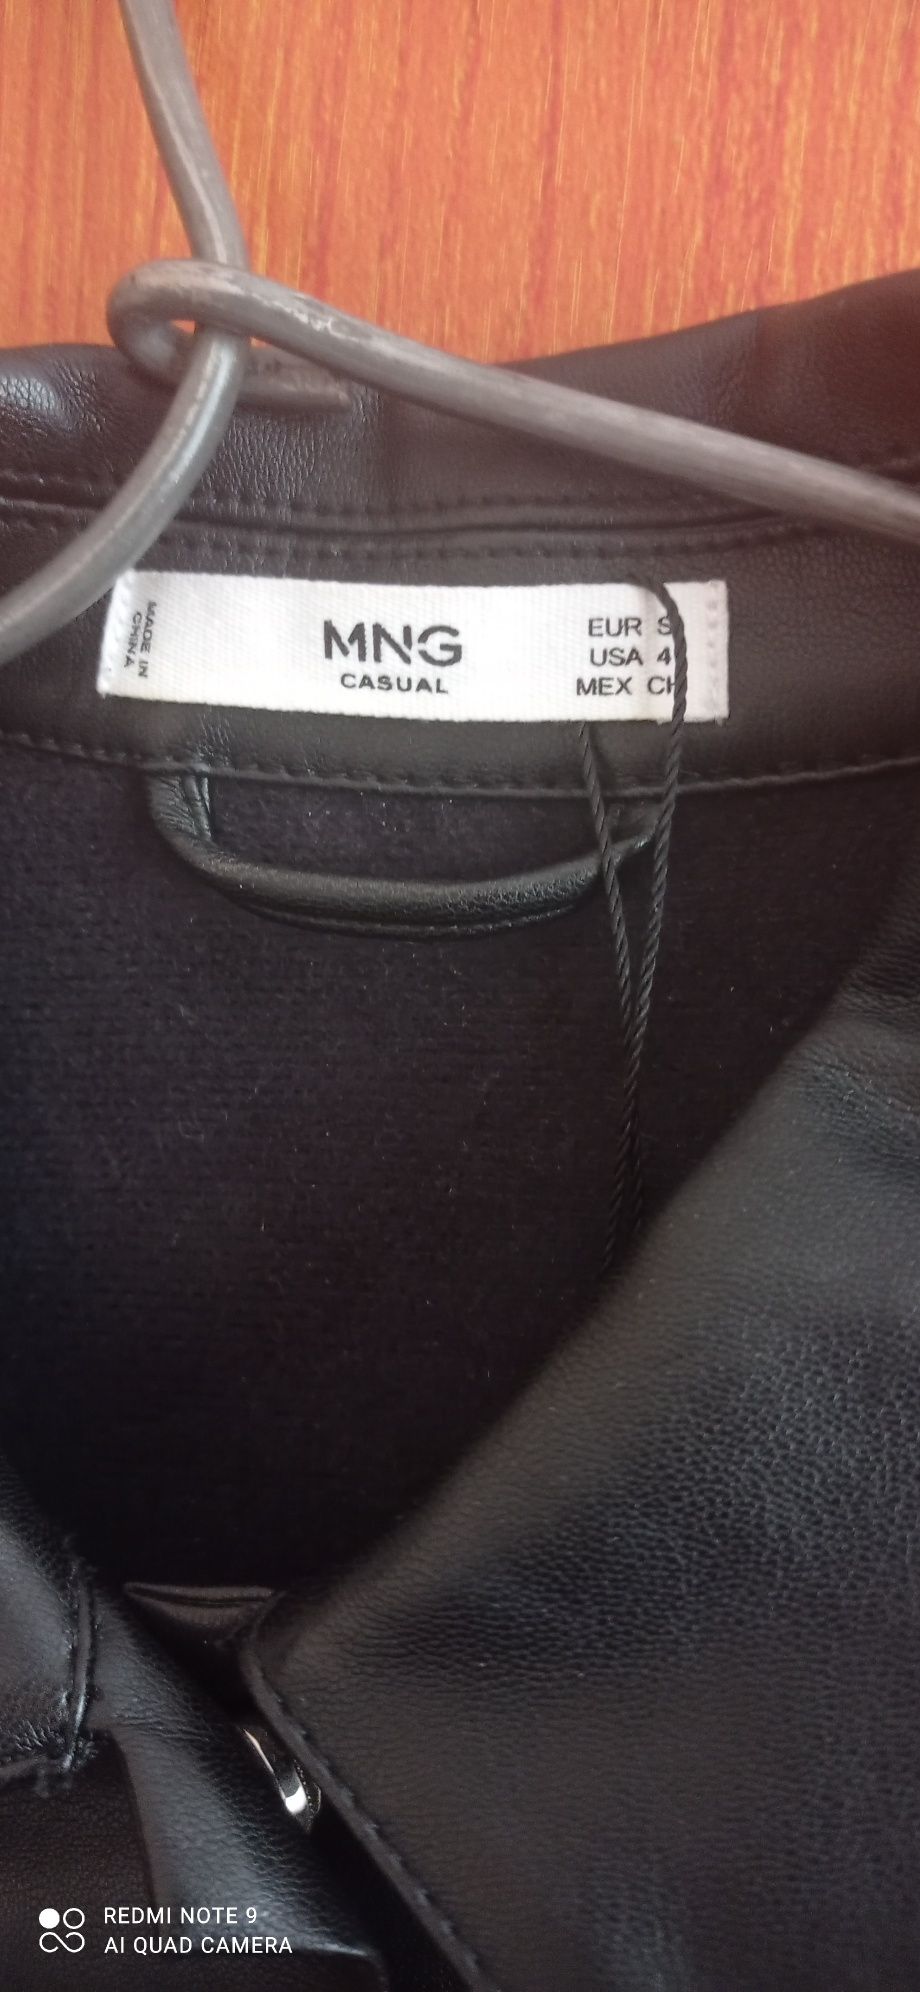 MADE IN
CHINA
MNG
CASUAL
EUR S
USA 4
MEX CH
REDMI NOTE 9
AI QUAD CAMERA